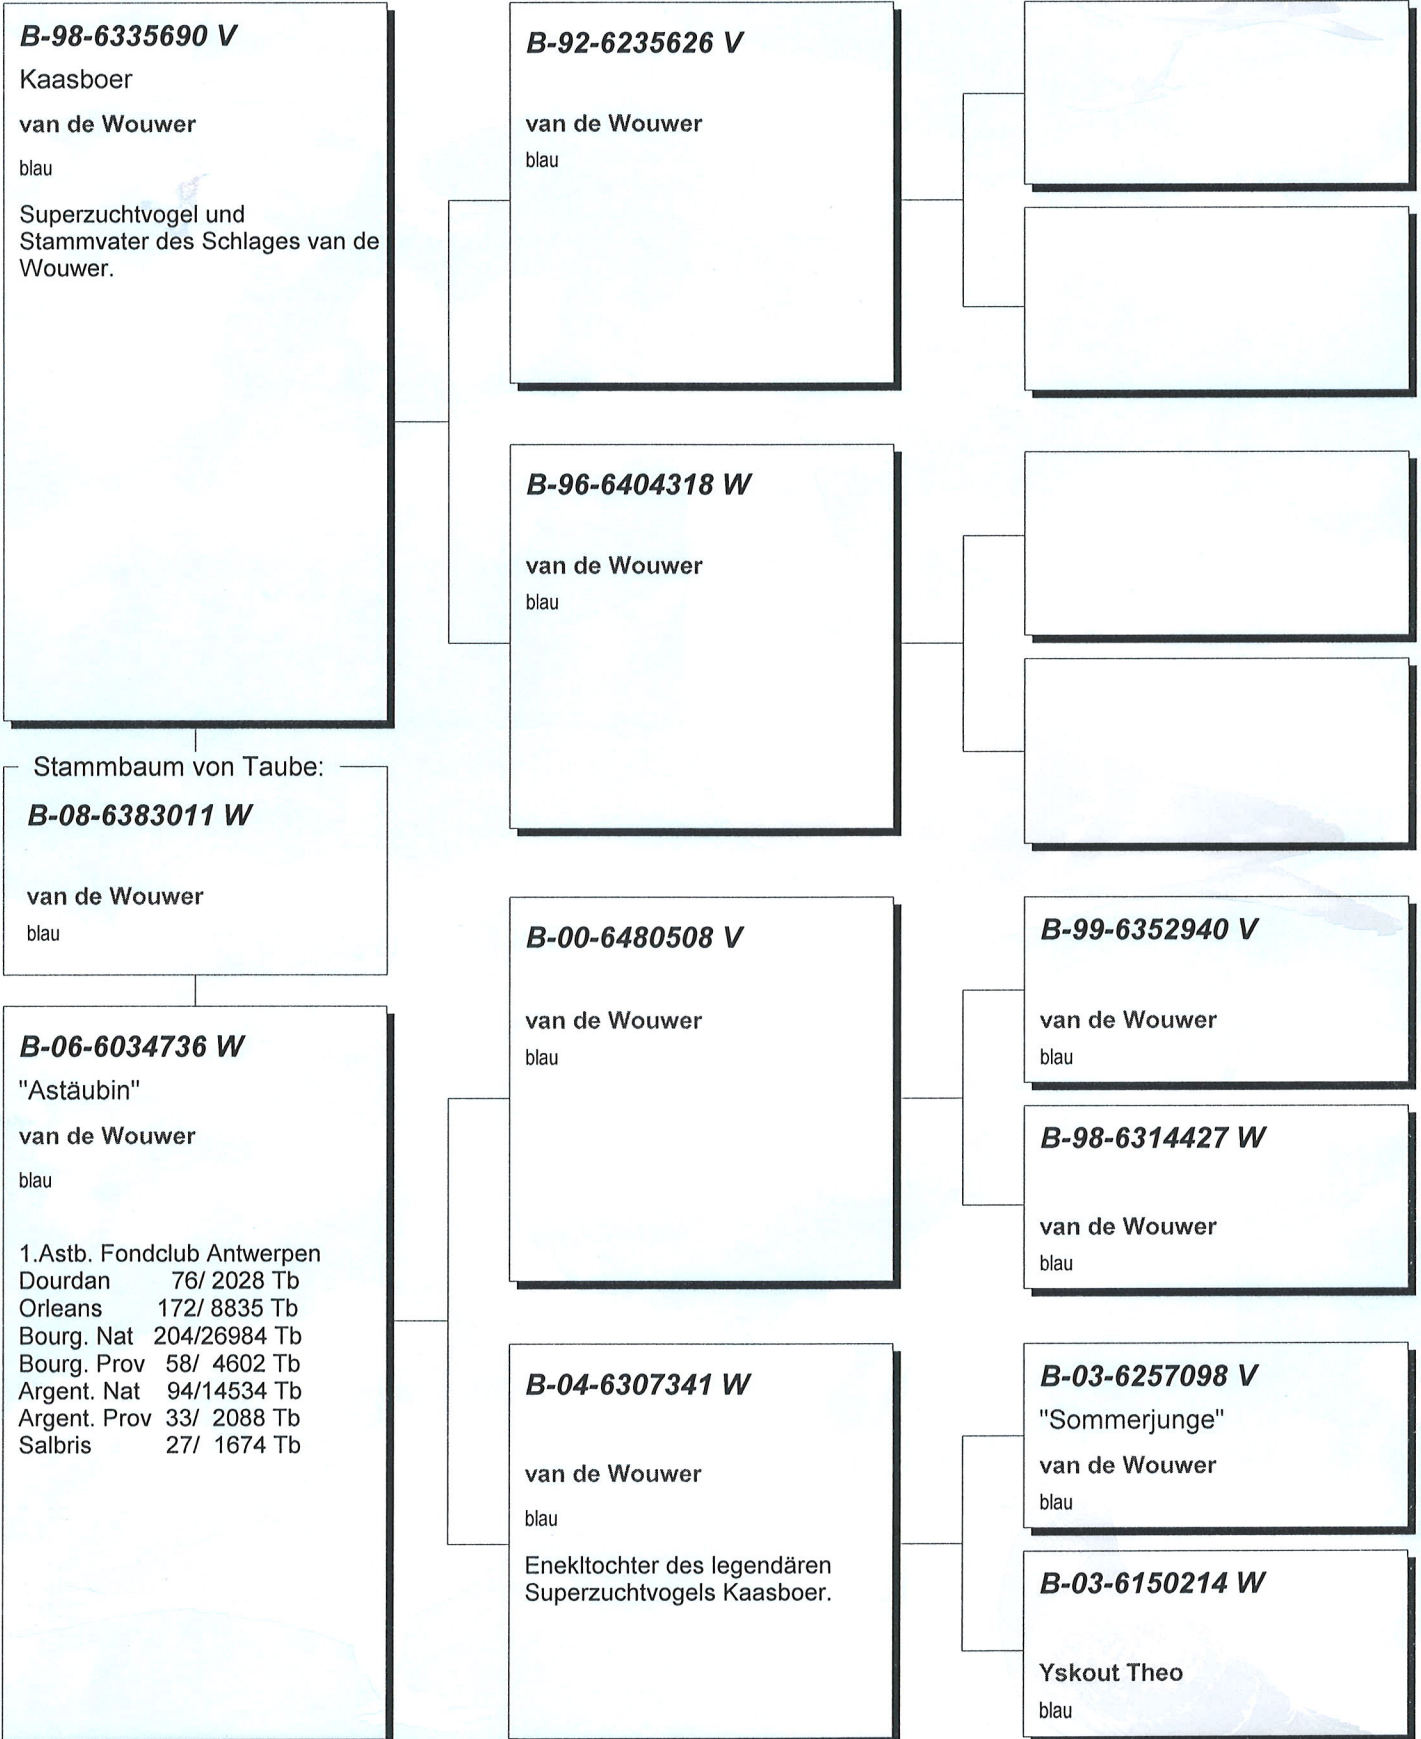 B-98-6335690 V
Kaasboer
van de Wouwer
blau
Superzuchtvogel und
Stammvater des Schlages van de
Wouwer.
Stammbaum von Taube:
B-08-6383011 W
van de Wouwer
blau
B-06-6034736 W
"Astäubin"
van de Wouwer
blau
1.Astb. Fondclub Antwerpen
Dourdan 76/ 2028 Tb
Orleans 172/ 8835 Tb
Bourg. Nat 204/26984 Tb
Bourg. Prov 58/ 4602 Tb
Argent. Nat 94/14534 Tb
Argent. Prov 33/ 2088 Tb
Salbris 27/ 1674 Tb
B-92-6235626 V
van de Wouwer
blau
B-96-6404318 W
van de Wouwer
blau
B-00-6480508 V
van de Wouwer
blau
B-04-6307341 W
van de Wouwer
blau
Enekltochter des legendären
Superzuchtvogels Kaasboer.
B-99-6352940 V
van de Wouwer
blau
B-98-6314427 W
van de Wouwer
blau
B-03-6257098 V
"Sommerjunge"
van de Wouwer
blau
B-03-6150214 W
Yskout Theo
blau